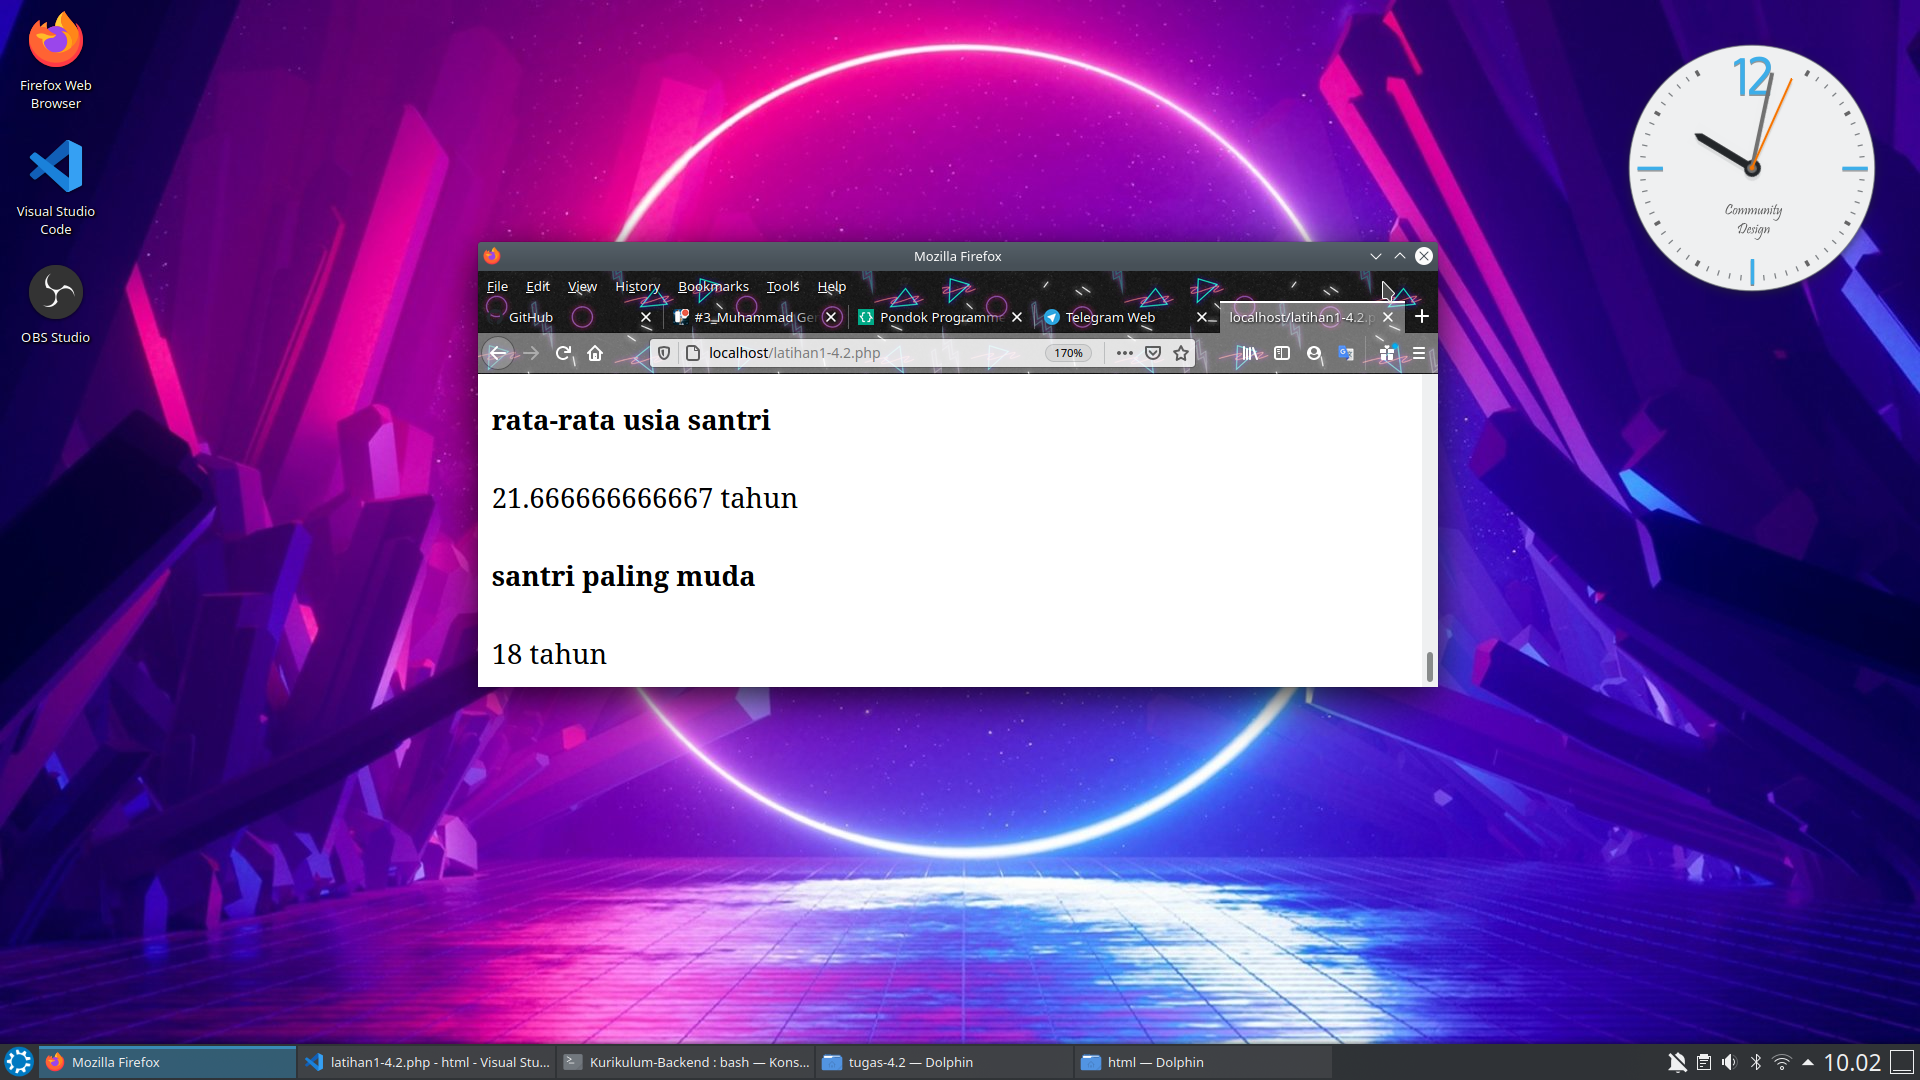 Firefox Web
Browser
Visual Studio
Code
OBS Studio
12
Community
Design
Mozilla Firefox
File Edit View History Bookmarks Tools Help
GitHub
#3_Muhammad Ger
Pondok Programme
Telegram Web
localhost/latihan1-4.2.p
localhost/latihan1-4.2.php
170%
rata-rata usia santri
21.666666666667 tahun
santri paling muda
18 tahun
Mozilla Firefox
latihan1-4.2.php - html - Visual Stu...
Kurikulum-Backend : bash — Kons...
tugas-4.2 — Dolphin
html — Dolphin
10.02